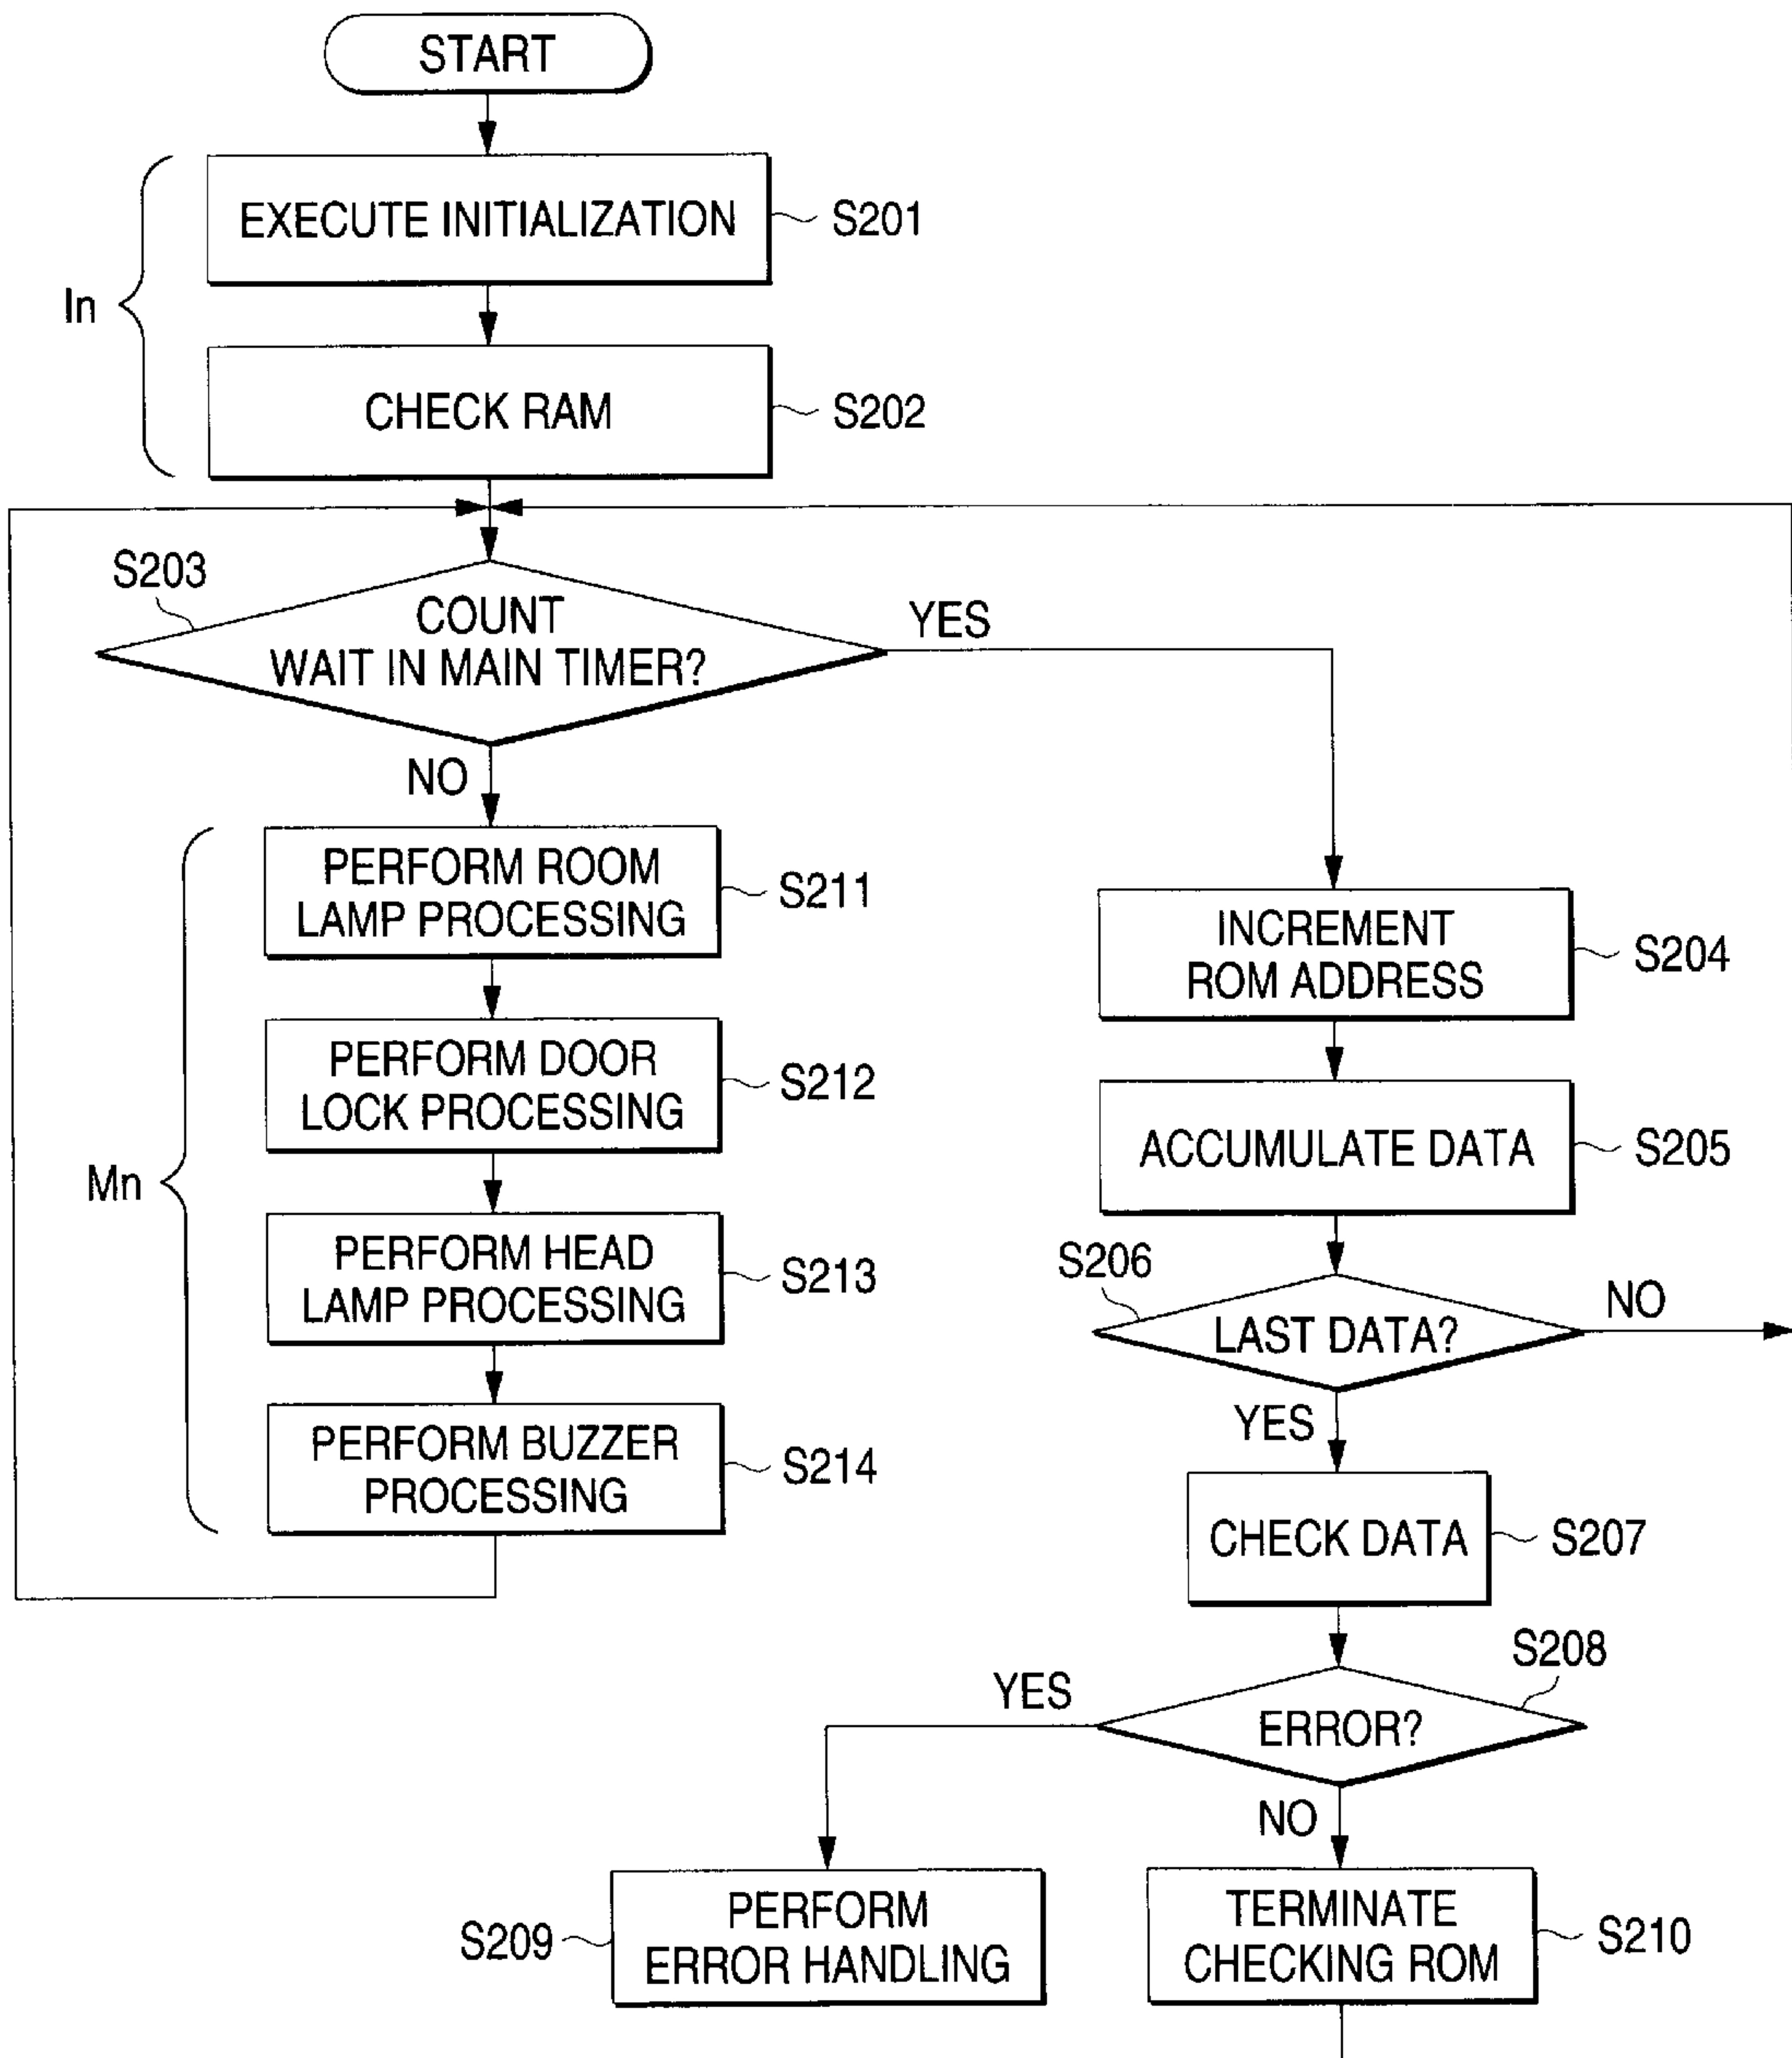 START
EXECUTE INITIALIZATION
S201
In
CHECK RAM
S202
S203
COUNT
WAIT IN MAIN TIMER?
YES
NO
PERFORM ROOM
LAMP PROCESSING
S211
INCREMENT
ROM ADDRESS
S204
PERFORM DOOR
LOCK PROCESSING
S212
ACCUMULATE DATA
S205
Mn
PERFORM HEAD
LAMP PROCESSING
S213
S206
LAST DATA?
NO
YES
PERFORM BUZZER
PROCESSING
S214
CHECK DATA
S207
S208
ERROR?
YES
NO
PERFORM
ERROR HANDLING
S209
TERMINATE
CHECKING ROM
S210